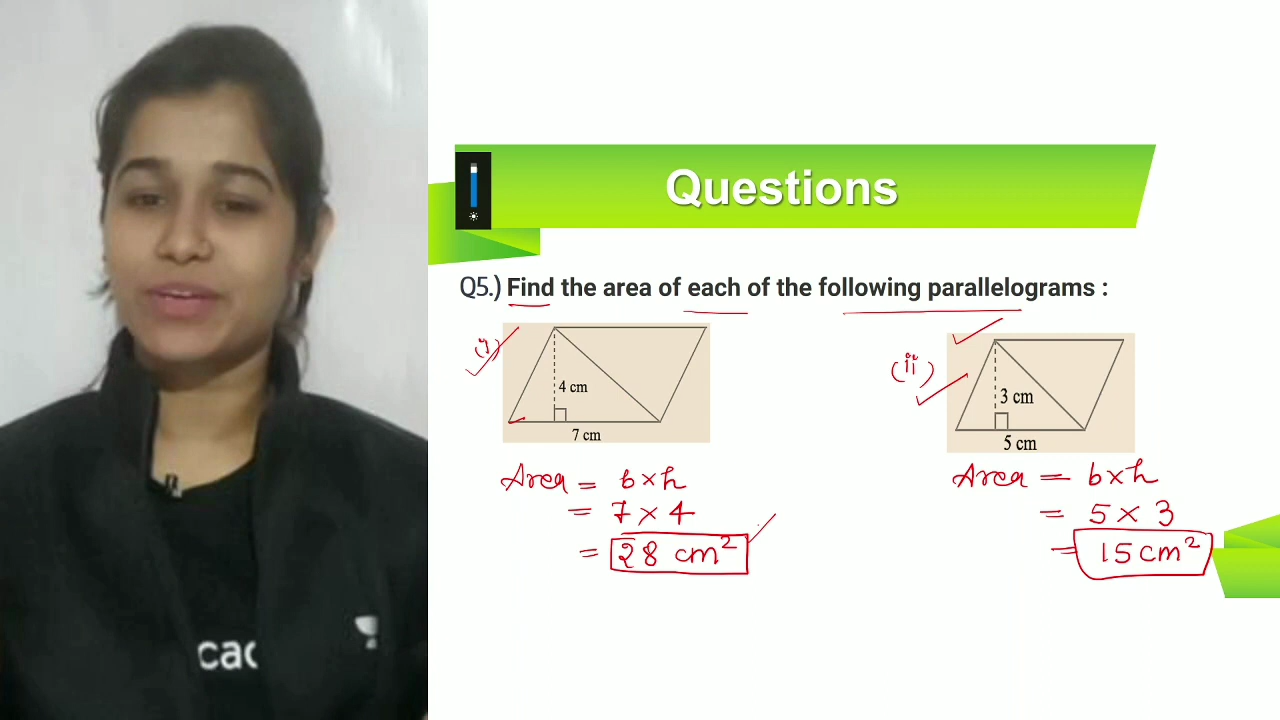 Questions
Q5.) Find the area of each of the following parallelograms :
(i)
4 cm
7 cm
Area = b×h
= 7 × 4
= 28 cm²
(ii)
3 cm
5 cm
Area = b×h
= 5 × 3
= 15 cm²
cac